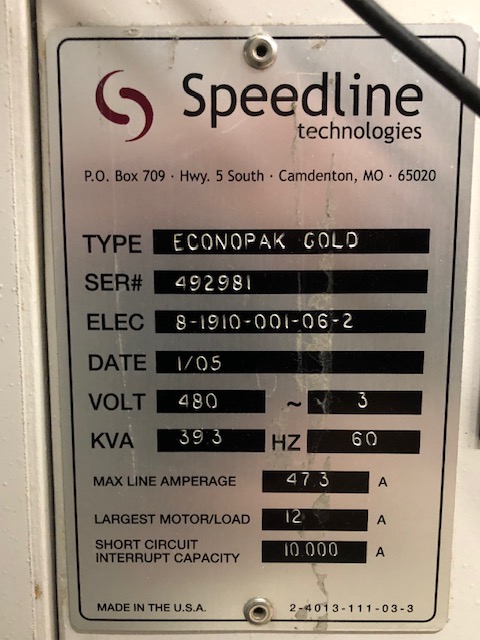 Speedline
technologies
P.O. Box 709 · Hwy. 5 South · Camdenton, MO · 65020
TYPE ECONOPAK GOLD
SER# 492981
ELEC 8-1910-001-06-2
DATE 1/05
VOLT 480 ~ 3
KVA 39.3 HZ 60
MAX LINE AMPERAGE 47.3 A
LARGEST MOTOR/LOAD 12 A
SHORT CIRCUIT
INTERRUPT CAPACITY 10,000 A
MADE IN THE U.S.A. 2-4013-111-03-3